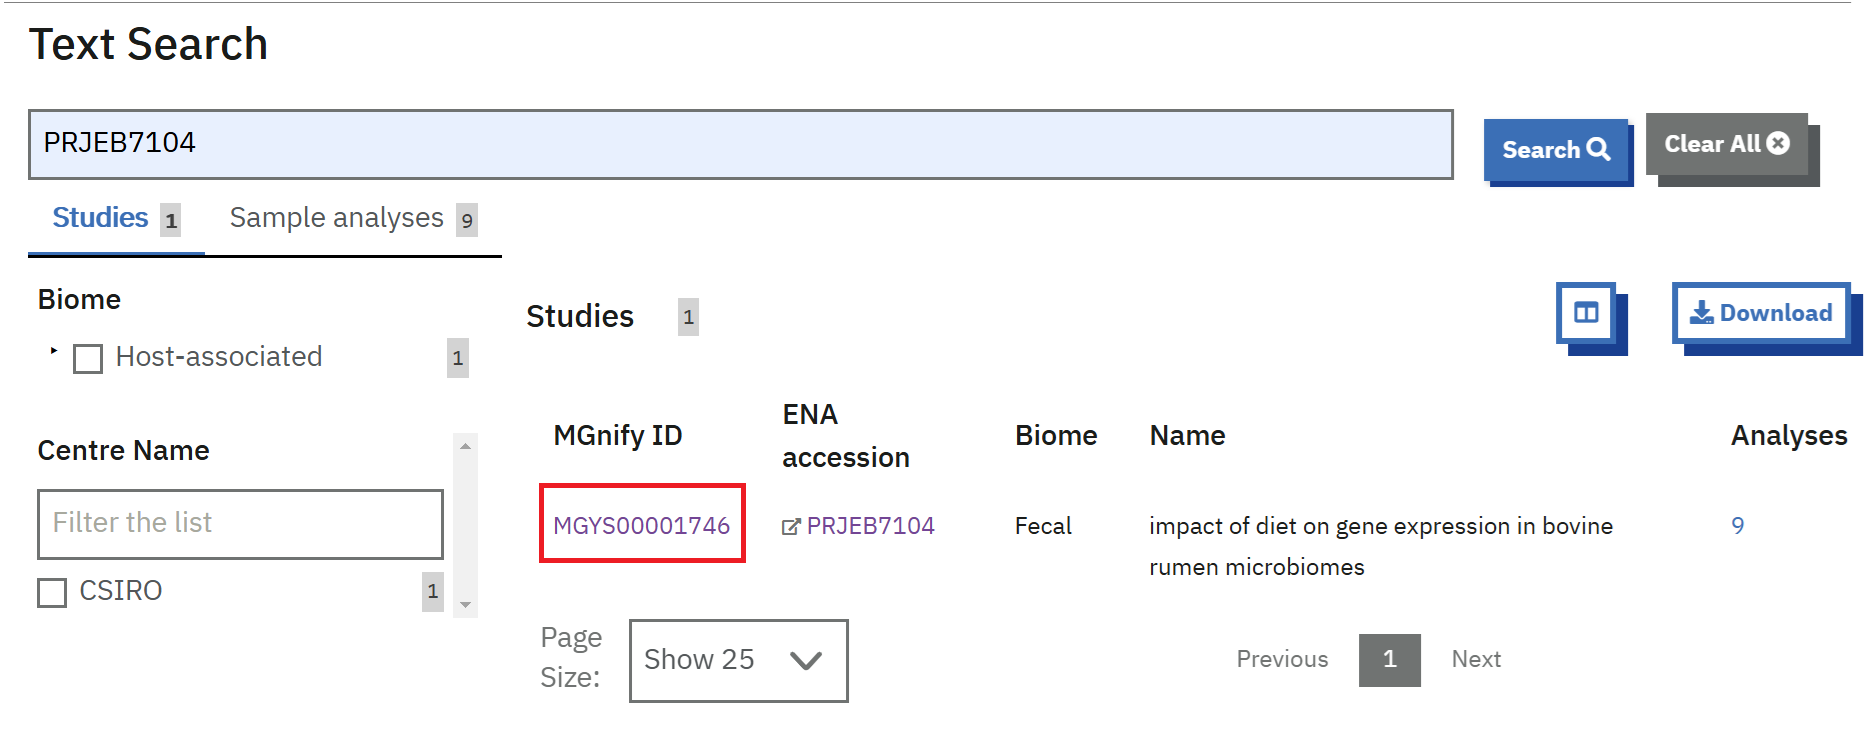 Text Search
PRJEB7104
Search
Clear All
Studies 1
Sample analyses 9
Biome
Host-associated 1
Centre Name
Filter the list
CSIRO 1
Studies 1
Download
MGnify ID
ENA
accession
Biome
Name
Analyses
MGYS00001746
PRJEB7104
Fecal
impact of diet on gene expression in bovine
rumen microbiomes
9
Page
Size:
Show 25
Previous
1
Next